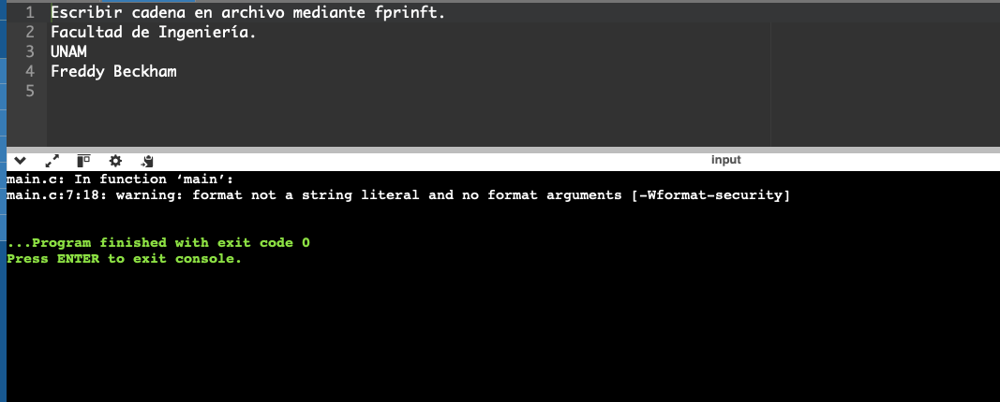 1 Escribir cadena en archivo mediante fprinft.
2 Facultad de Ingeniería.
3 UNAM
4 Freddy Beckham
5
input
main.c: In function ‘main’:
main.c:7:18: warning: format not a string literal and no format arguments [-Wformat-security]
...Program finished with exit code 0
Press ENTER to exit console.